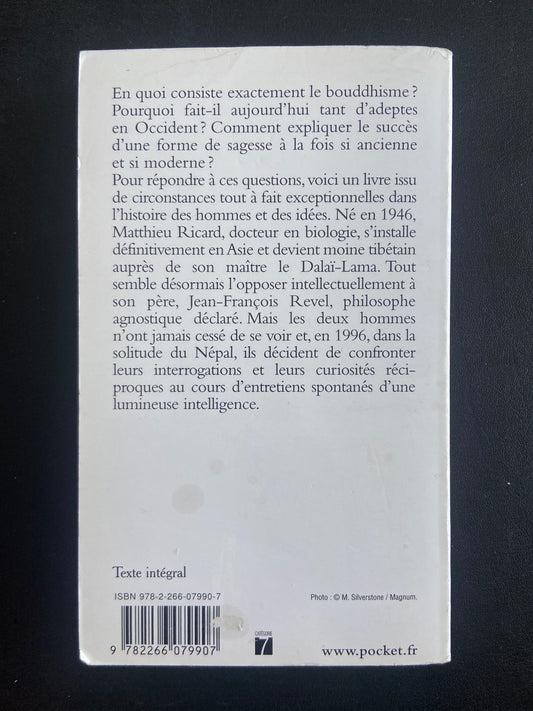 En quoi consiste exactement le bouddhisme ?
Pourquoi fait-il aujourd'hui tant d'adeptes
en Occident ? Comment expliquer le succès
d'une forme de sagesse à la fois si ancienne
et si moderne ?
Pour répondre à ces questions, voici un livre issu
de circonstances tout à fait exceptionnelles dans
l'histoire des hommes et des idées. Né en 1946,
Matthieu Ricard, docteur en biologie, s'installe
définitivement en Asie et devient moine tibétain
auprès de son maître le Dalaï-Lama. Tout
semble désormais l'opposer intellectuellement à
son père, Jean-François Revel, philosophe
agnostique déclaré. Mais les deux hommes
n'ont jamais cessé de se voir et, en 1996, dans la
solitude du Népal, ils décident de confronter
leurs interrogations et leurs curiosités réci-
proques au cours d'entretiens spontanés d'une
lumineuse intelligence.
Texte intégral
ISBN 978-2-266-07990-7
Photo : © M. Silverstone / Magnum.
9 782266 079907
CATÉGORIE
7
www.pocket.fr